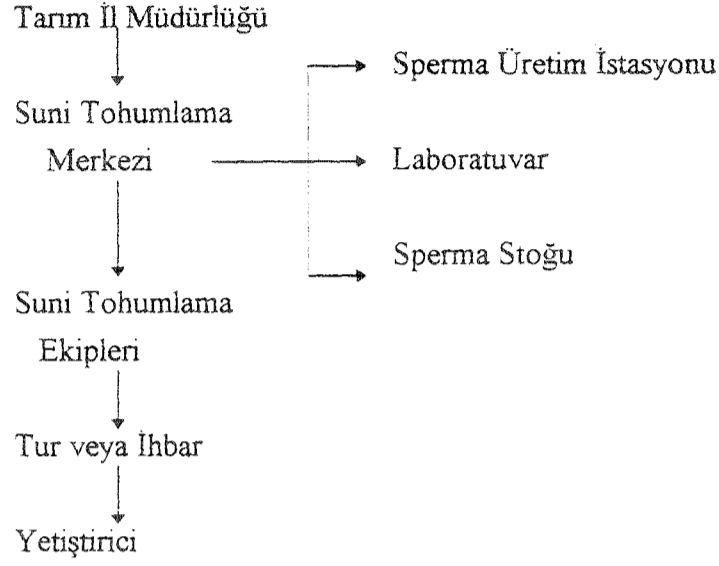 Tarım İl Müdürlüğü
Sperma Üretim İstasyonu
Suni Tohumlama
Merkezi
Laboratuvar
Sperma Stoğu
Suni Tohumlama
Ekipleri
Tur veya İhbar
Yetiştirici